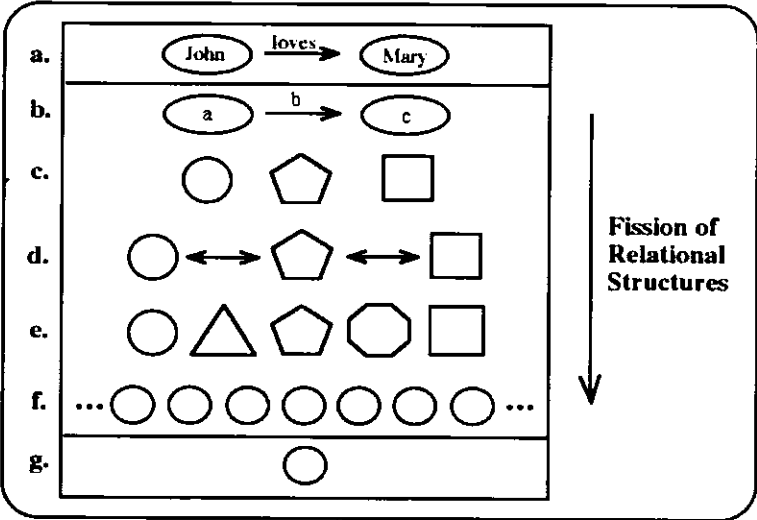 a. John loves Mary
b. a b c
c.
d.
e.
f. ... ...
g.
Fission of
Relational
Structures